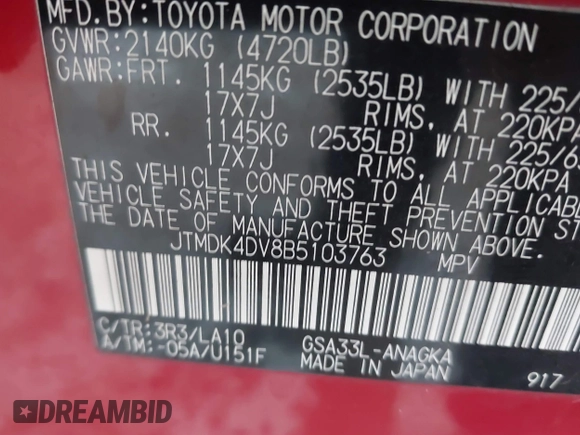 MFD.BY:TOYOTA MOTOR CORPORATION
GVWR:2140KG (4720LB)
GAWR:FRT. 1145KG (2535LB) WITH 225/
17X7J RIMS, AT 220KPA
RR. 1145KG (2535LB) WITH 225/6
17X7J RIMS, AT 220KPA
THIS VEHICLE CONFORMS TO ALL APPLICABL
VEHICLE SAFETY AND THEFT PREVENTION ST
THE DATE OF MANUFACTURE SHOWN ABOVE.
JTMDK4DV8B5103763 MPV
C/TR:3R3/LA10 GSA33L-ANAGKA
A/TM:-05A/U151F MADE IN JAPAN 917
DREAMBID